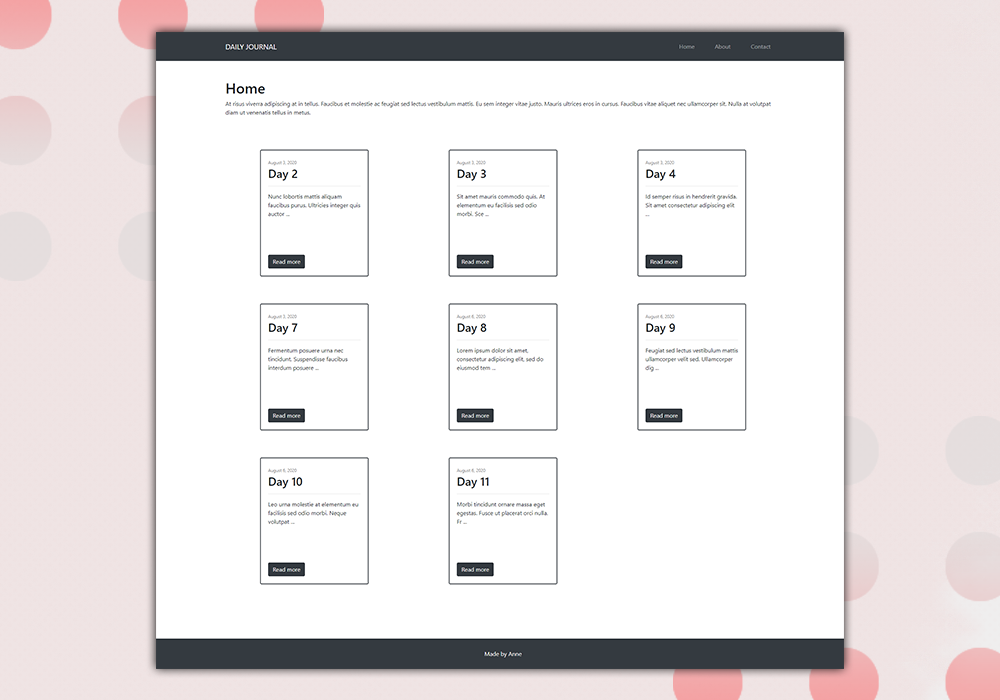 DAILY JOURNAL
Home About Contact
Home
At risus viverra adipiscing at in tellus. Faucibus et molestie ac feugiat sed lectus vestibulum mattis. Eu sem integer vitae justo. Mauris ultrices eros in cursus. Faucibus vitae aliquet nec ullamcorper sit. Nulla at volutpat
diam ut venenatis tellus in metus.
August 3, 2020
Day 2
Nunc lobortis mattis aliquam
faucibus purus. Ultricies integer quis
auctor ...
Read more
August 3, 2020
Day 3
Sit amet mauris commodo quis. At
elementum eu facilisis sed odio
morbi. Sce ...
Read more
August 3, 2020
Day 4
Id semper risus in hendrerit gravida.
Sit amet consectetur adipiscing elit
...
Read more
August 3, 2020
Day 7
Fermentum posuere urna nec
tincidunt. Suspendisse faucibus
interdum posuere ...
Read more
August 6, 2020
Day 8
Lorem ipsum dolor sit amet,
consectetur adipiscing elit, sed do
eiusmod tem ...
Read more
August 6, 2020
Day 9
Feugiat sed lectus vestibulum mattis
ullamcorper velit sed. Ullamcorper
dig ...
Read more
August 6, 2020
Day 10
Leo urna molestie at elementum eu
facilisis sed odio morbi. Neque
volutpat ...
Read more
August 6, 2020
Day 11
Morbi tincidunt ornare massa eget
egestas. Fusce ut placerat orci nulla.
Fr ...
Read more
Made by Anne